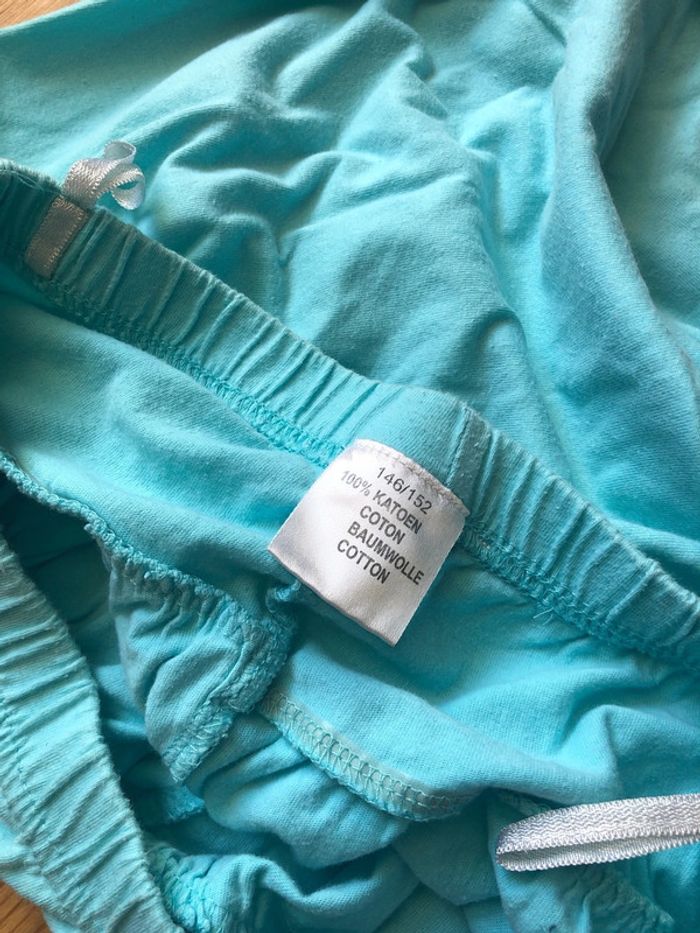 146/152
100% KATOEN
COTON
BAUMWOLLE
COTTON